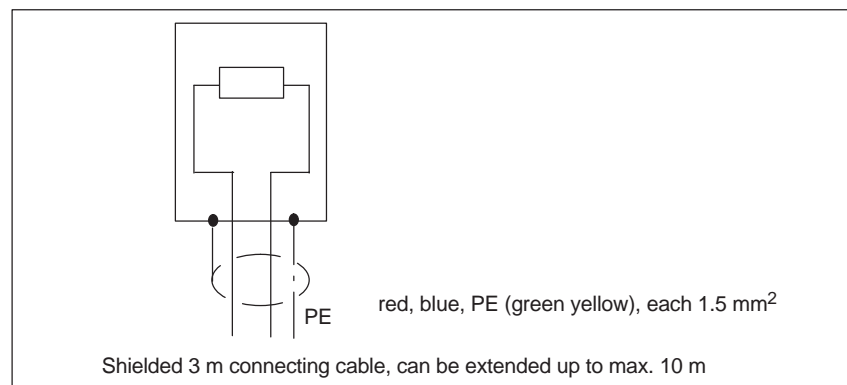 red, blue, PE (green yellow), each 1.5 mm²
PE
Shielded 3 m connecting cable, can be extended up to max. 10 m